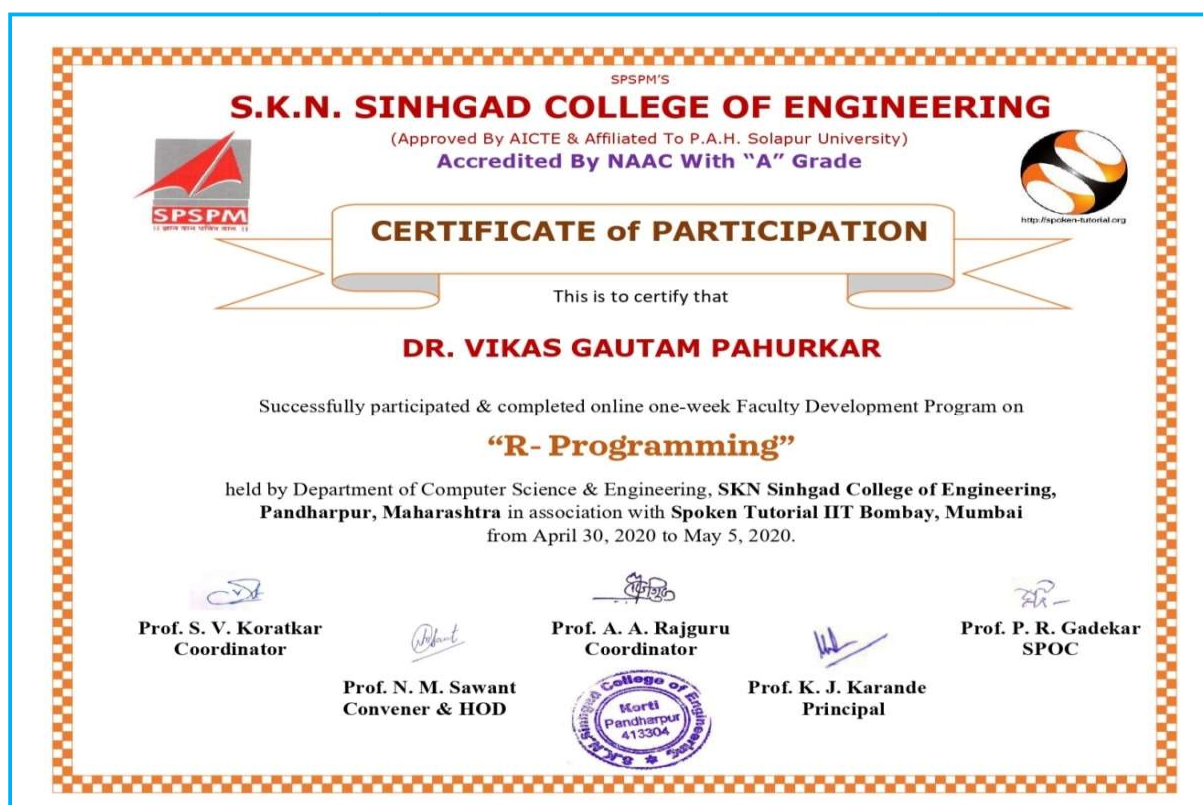 SPSPM'S
S.K.N. SINHGAD COLLEGE OF ENGINEERING
(Approved By AICTE & Affiliated To P.A.H. Solapur University)
Accredited By NAAC With “A” Grade
SPSPM
http://spoken-tutorial.org
CERTIFICATE of PARTICIPATION
This is to certify that
DR. VIKAS GAUTAM PAHURKAR
Successfully participated & completed online one-week Faculty Development Program on
“R- Programming”
held by Department of Computer Science & Engineering, SKN Sinhgad College of Engineering,
Pandharpur, Maharashtra in association with Spoken Tutorial IIT Bombay, Mumbai
from April 30, 2020 to May 5, 2020.
Prof. S. V. Koratkar
Coordinator
Prof. A. A. Rajguru
Coordinator
Prof. P. R. Gadekar
SPOC
Prof. N. M. Sawant
Convener & HOD
Prof. K. J. Karande
Principal
S.K.N. Sinhgad College of Engineering,
Korti
Pandharpur
413304